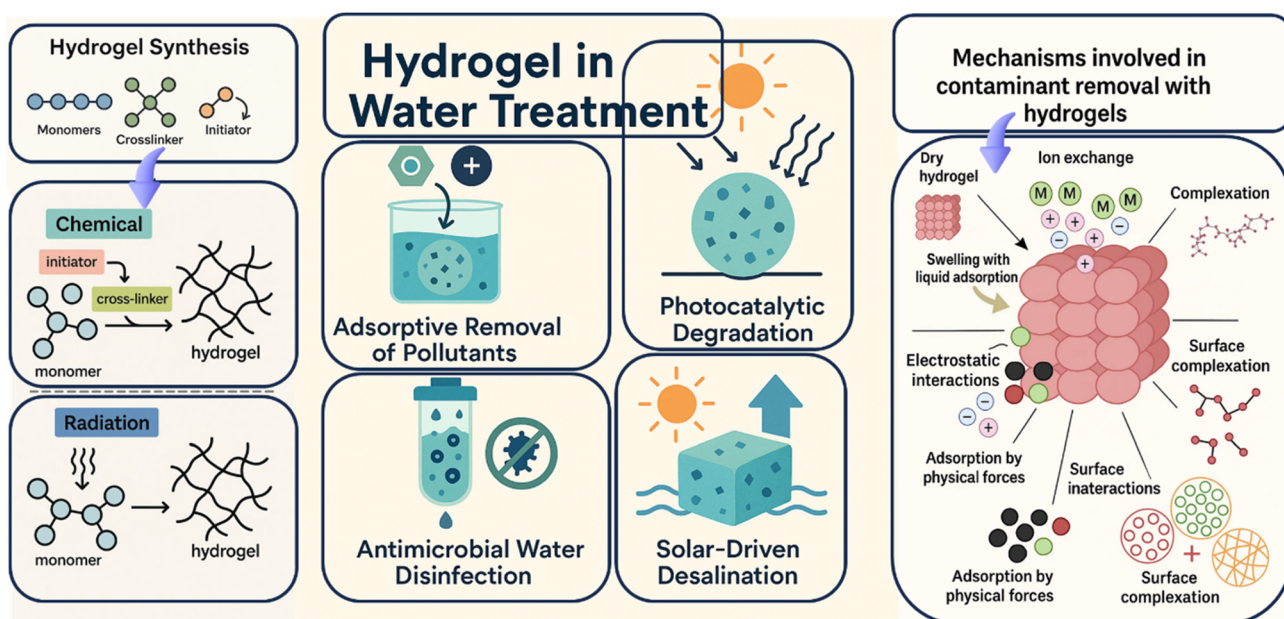 Hydrogel Synthesis
Monomers
Crosslinker
Initiator
Chemical
initiator
cross-linker
monomer
hydrogel
Radiation
monomer
hydrogel
Hydrogel in
Water Treatment
+
Adsorptive Removal
of Pollutants
Photocatalytic
Degradation
Antimicrobial Water
Disinfection
Solar-Driven
Desalination
Mechanisms involved in
contaminant removal with
hydrogels
Dry
hydrogel
Ion exchange
M M M M
+ + − + − +
Complexation
Swelling with
liquid adsorption
Electrostatic
interactions
− − +
Surface
complexation
Adsorption by
physical forces
Surface
inateractions
Adsorption by
physical forces
+
Surface
complexation